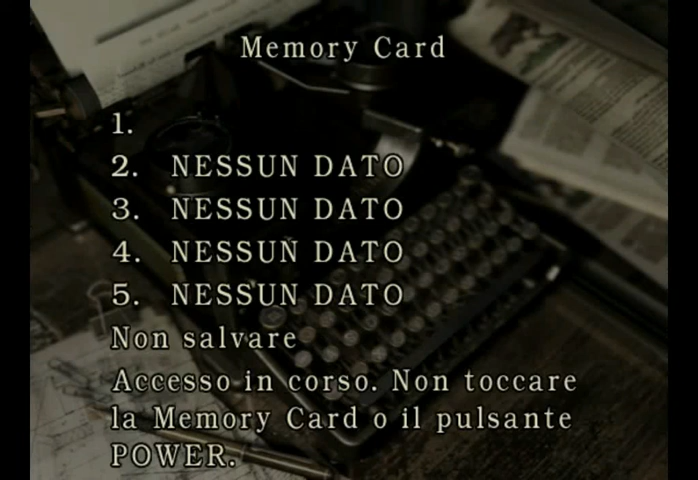 Memory Card
1.
2. NESSUN DATO
3. NESSUN DATO
4. NESSUN DATO
5. NESSUN DATO
Non salvare
Accesso in corso. Non toccare
la Memory Card o il pulsante
POWER.